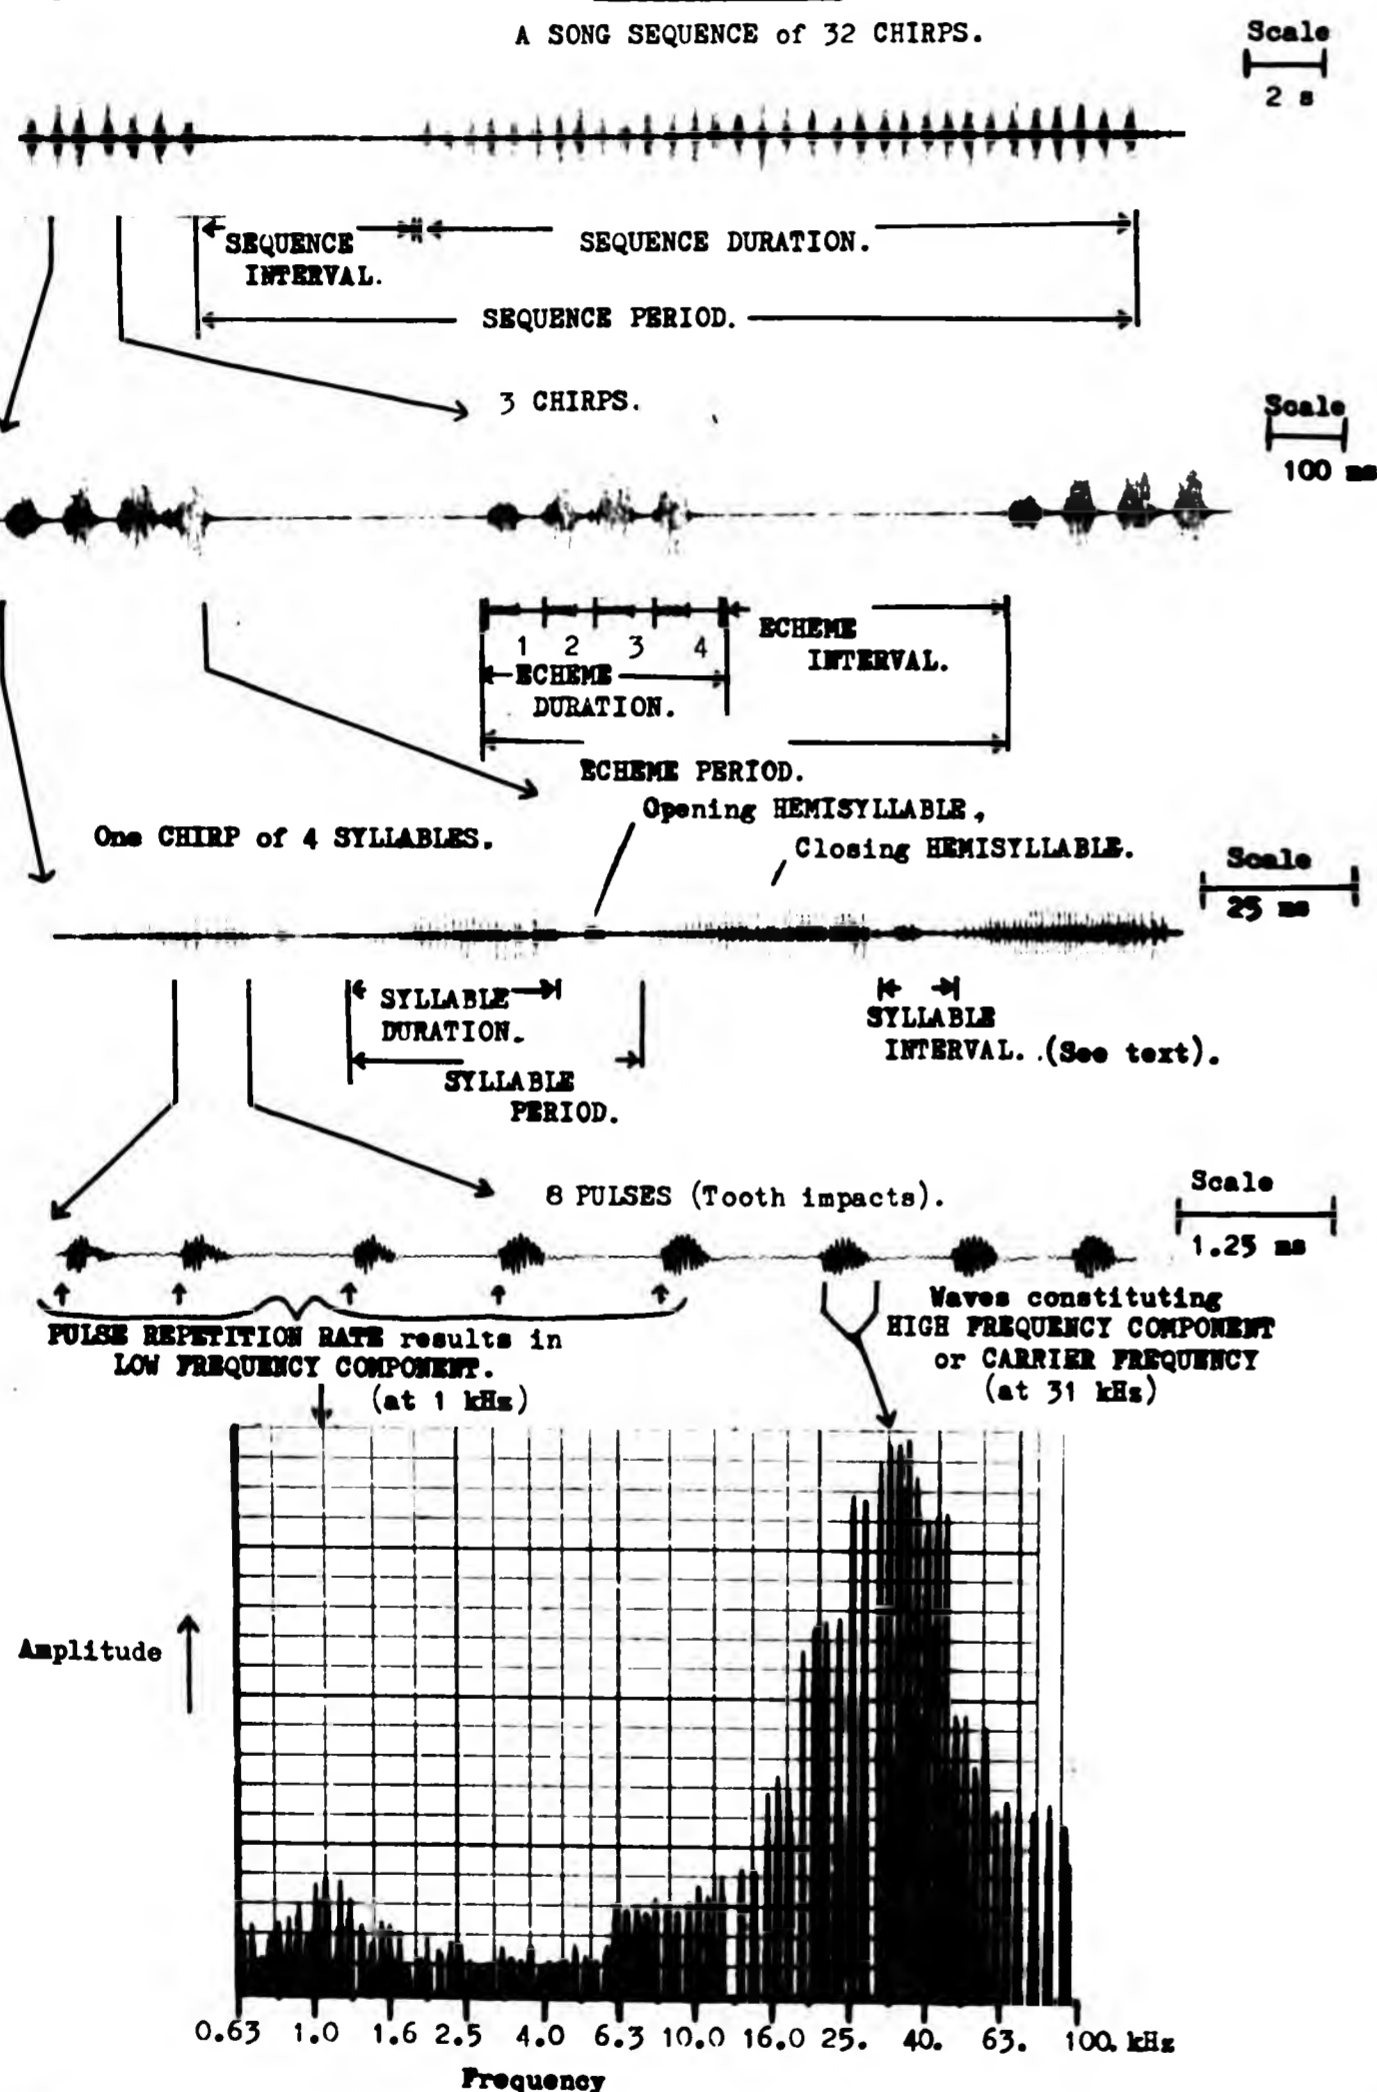 A SONG SEQUENCE of 32 CHIRPS.
Scale
2 s
SEQUENCE
INTERVAL.
SEQUENCE DURATION.
SEQUENCE PERIOD.
3 CHIRPS.
Scale
100 ms
1 2 3 4
ECHEME
INTERVAL.
ECHEME
DURATION.
ECHEME PERIOD.
Opening HEMISYLLABLE,
One CHIRP of 4 SYLLABLES.
Closing HEMISYLLABLE.
Scale
25 ms
SYLLABLE
DURATION.
SYLLABLE
PERIOD.
SYLLABLE
INTERVAL. .(See text).
8 PULSES (Tooth impacts).
Scale
1.25 ms
PULSE REPETITION RATE results in
LOW FREQUENCY COMPONENT.
(at 1 kHz)
Waves constituting
HIGH FREQUENCY COMPONENT
or CARRIER FREQUENCY
(at 31 kHz)
Amplitude
0.63 1.0 1.6 2.5 4.0 6.3 10.0 16.0 25. 40. 63. 100. kHz
Frequency